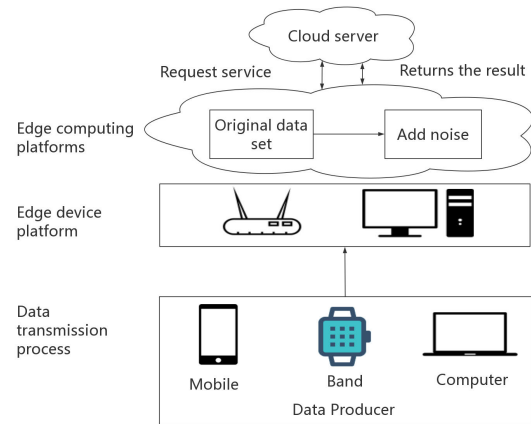 Cloud server
Request service
Returns the result
Edge computing
platforms
Original data
set
Add noise
Edge device
platform
Data
transmission
process
Mobile
Band
Computer
Data Producer